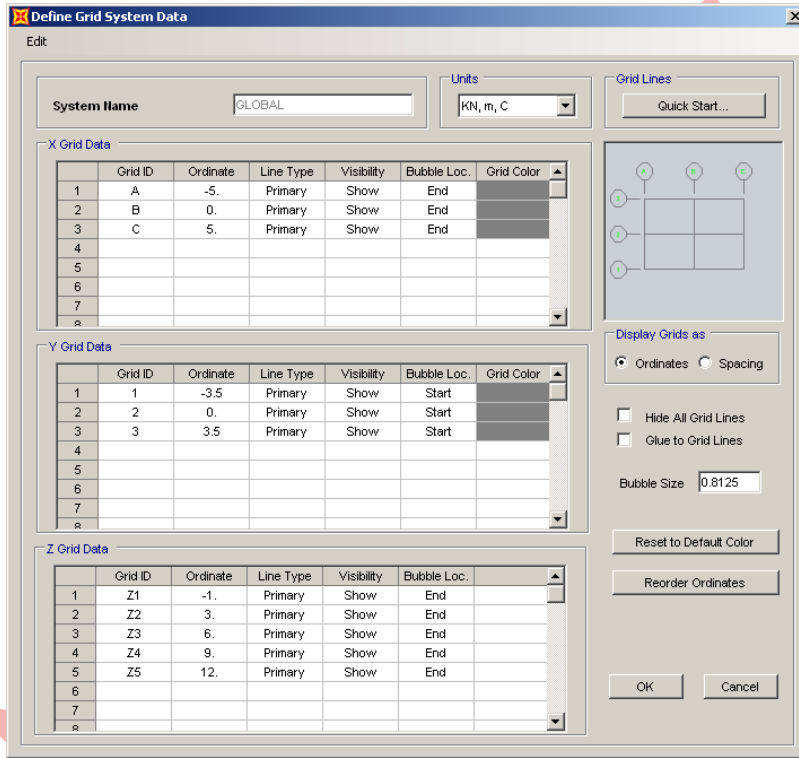 Define Grid System Data
Edit
System Name GLOBAL
Units
KN, m, C
Grid Lines
Quick Start...
X Grid Data
Grid ID Ordinate Line Type Visibility Bubble Loc. Grid Color
1 A -5. Primary Show End
2 B 0. Primary Show End
3 C 5. Primary Show End
4
5
6
7
8
A B C
3
2
1
Y Grid Data
Grid ID Ordinate Line Type Visibility Bubble Loc. Grid Color
1 1 -3.5 Primary Show Start
2 2 0. Primary Show Start
3 3 3.5 Primary Show Start
4
5
6
7
8
Display Grids as
Ordinates Spacing
Hide All Grid Lines
Glue to Grid Lines
Bubble Size 0.8125
Z Grid Data
Grid ID Ordinate Line Type Visibility Bubble Loc.
1 Z1 -1. Primary Show End
2 Z2 3. Primary Show End
3 Z3 6. Primary Show End
4 Z4 9. Primary Show End
5 Z5 12. Primary Show End
6
7
8
Reset to Default Color
Reorder Ordinates
OK Cancel